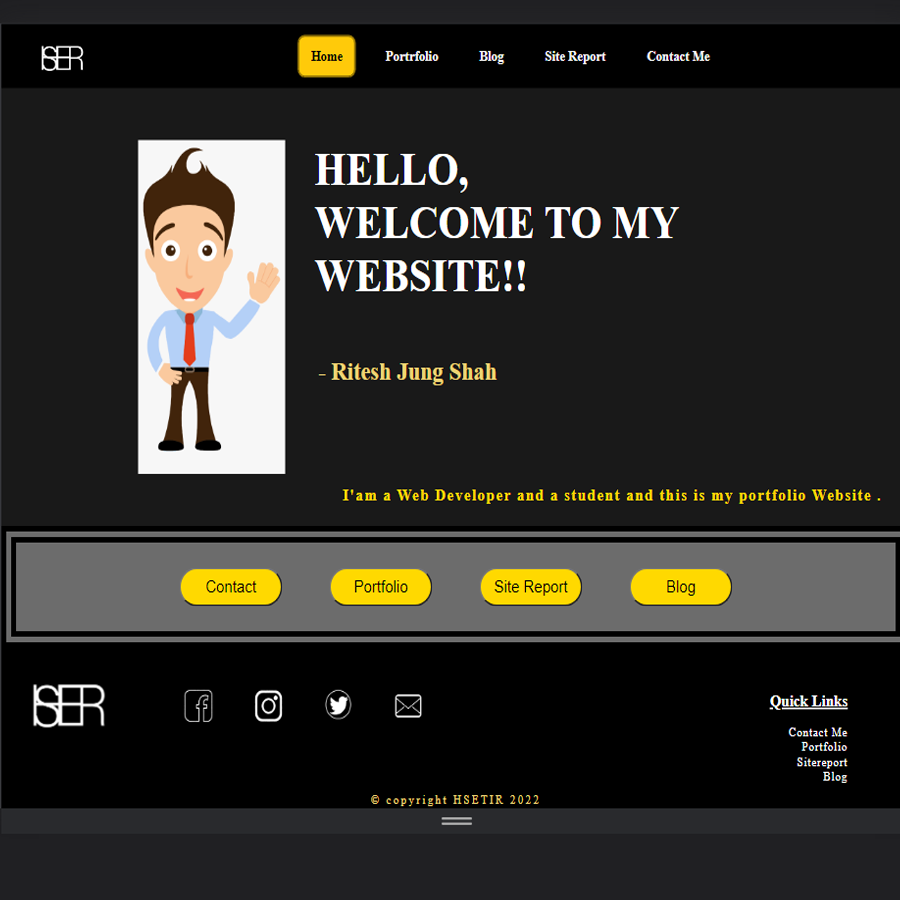 ISER
Home Portrfolio Blog Site Report Contact Me
HELLO,
WELCOME TO MY
WEBSITE!!
- Ritesh Jung Shah
I'am a Web Developer and a student and this is my portfolio Website .
Contact Portfolio Site Report Blog
ISER
Quick Links
Contact Me
Portfolio
Sitereport
Blog
© copyright HSETIR 2022